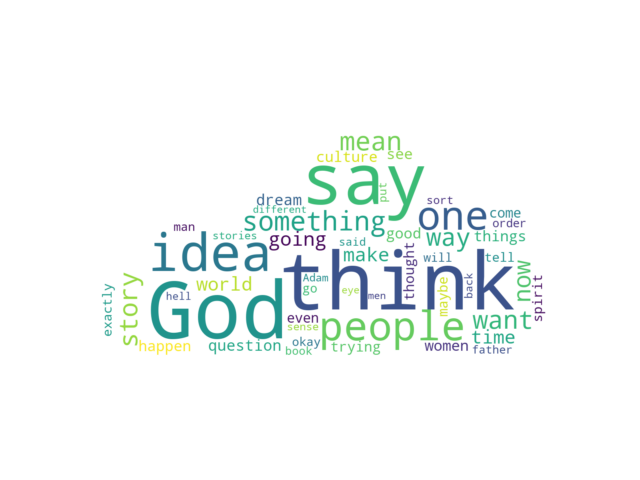 mean
culture
see
say
put
dream
sort
different
something
one
come
order
man
stories
going
said
good
way
things
idea
make
thought
will
tell
story
world
Adam
go
think
maybe
back
now
spirit
hell
God
eye
men
exactly
even
people
want
sense
time
happen
question
book
okay
trying
women
father